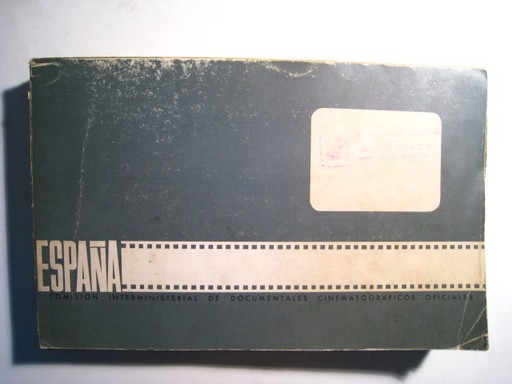 ESPAÑA
COMISION INTERMINISTERIAL DE DOCUMENTALES CINEMATOGRAFICOS OFICIALES